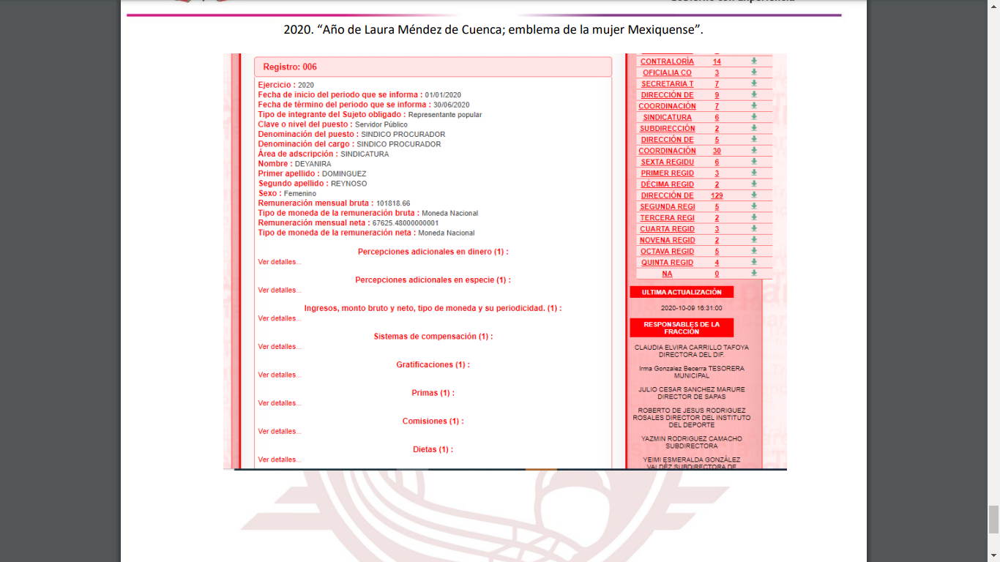 2020. “Año de Laura Méndez de Cuenca; emblema de la mujer Mexiquense”.
Registro: 006
Ejercicio : 2020
Fecha de inicio del periodo que se informa : 01/01/2020
Fecha de término del periodo que se informa : 30/06/2020
Tipo de integrante del Sujeto obligado : Representante popular
Clave o nivel del puesto : Servidor Público
Denominación del puesto : SINDICO PROCURADOR
Denominación del cargo : SINDICO PROCURADOR
Área de adscripción : SINDICATURA
Nombre : DEYANIRA
Primer apellido : DOMINGUEZ
Segundo apellido : REYNOSO
Sexo : Femenino
Remuneración mensual bruta : 101818.66
Tipo de moneda de la remuneración bruta : Moneda Nacional
Remuneración mensual neta : 67625.48000000001
Tipo de moneda de la remuneración neta : Moneda Nacional
Percepciones adicionales en dinero (1) :
Ver detalles...
Percepciones adicionales en especie (1) :
Ver detalles...
Ingresos, monto bruto y neto, tipo de moneda y su periodicidad. (1) :
Ver detalles...
Sistemas de compensación (1) :
Ver detalles...
Gratificaciones (1) :
Ver detalles...
Primas (1) :
Ver detalles...
Comisiones (1) :
Ver detalles...
Dietas (1) :
Ver detalles...
CONTRALORÍA 14
OFICIALIA CO 3
SECRETARIA T 7
DIRECCIÓN DE 9
COORDINACIÓN 7
SINDICATURA 6
SUBDIRECCIÓN 2
DIRECCIÓN DE 5
COORDINACIÓN 30
SEXTA REGIDU 6
PRIMER REGID 3
DÉCIMA REGID 2
DIRECCIÓN DE 129
SEGUNDA REGI 5
TERCERA REGI 2
CUARTA REGID 3
NOVENA REGID 2
OCTAVA REGID 5
QUINTA REGID 4
NA 0
ULTIMA ACTUALIZACIÓN
2020-10-09 16:31:00
RESPONSABLES DE LA
FRACCIÓN
CLAUDIA ELVIRA CARRILLO TAFOYA
DIRECTORA DEL DIF.
Irma Gonzalez Becerra TESORERA
MUNICIPAL
JULIO CESAR SANCHEZ MARURE
DIRECTOR DE SAPAS
ROBERTO DE JESUS RODRIGUEZ
ROSALES DIRECTOR DEL INSTITUTO
DEL DEPORTE
YAZMIN RODRIGUEZ CAMACHO
SUBDIRECTORA
YEIMI ESMERALDA GONZÁLEZ
VALDÉZ SUBDIRECTORA DE